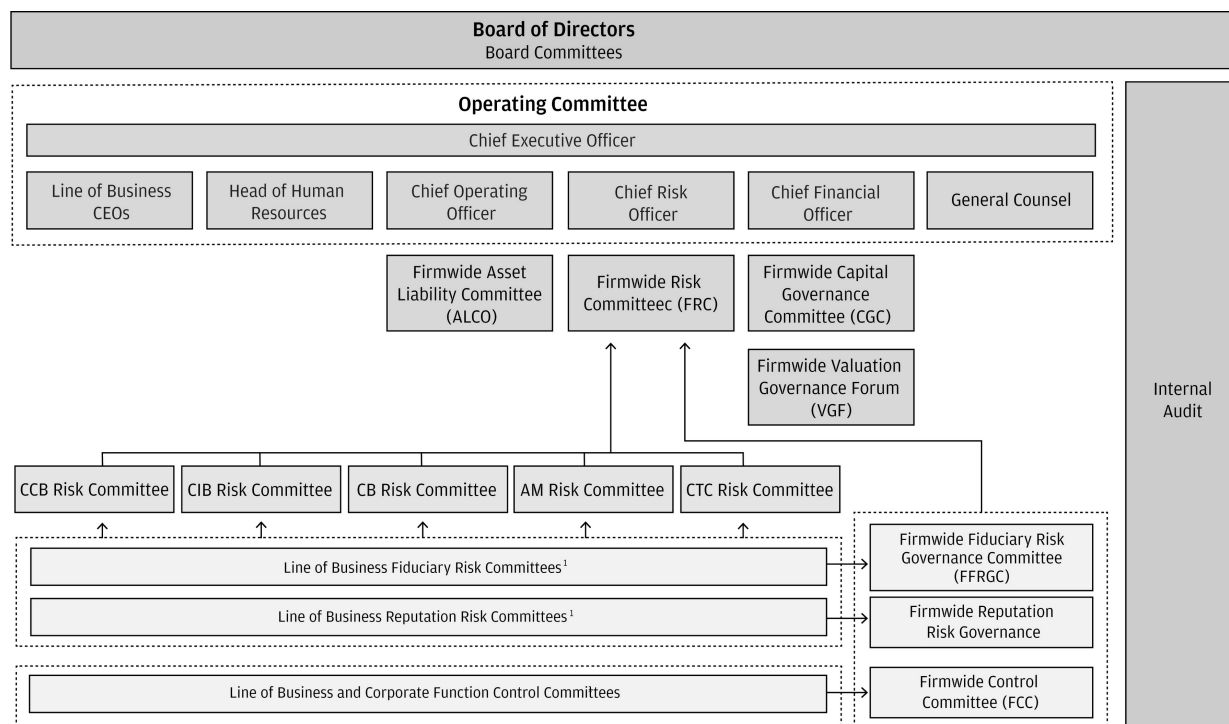 Board of Directors
Board Committees
Operating Committee
Chief Executive Officer
Line of Business
CEOs
Head of Human
Resources
Chief Operating
Officer
Chief Risk
Officer
Chief Financial
Officer
General Counsel
Firmwide Asset
Liability Committee
(ALCO)
Firmwide Risk
Committeec (FRC)
Firmwide Capital
Governance
Committee (CGC)
Firmwide Valuation
Governance Forum
(VGF)
Internal
Audit
CCB Risk Committee
CIB Risk Committee
CB Risk Committee
AM Risk Committee
CTC Risk Committee
Line of Business Fiduciary Risk Committees¹
Firmwide Fiduciary Risk
Governance Committee
(FFRGC)
Line of Business Reputation Risk Committees¹
Firmwide Reputation
Risk Governance
Line of Business and Corporate Function Control Committees
Firmwide Control
Committee (FCC)